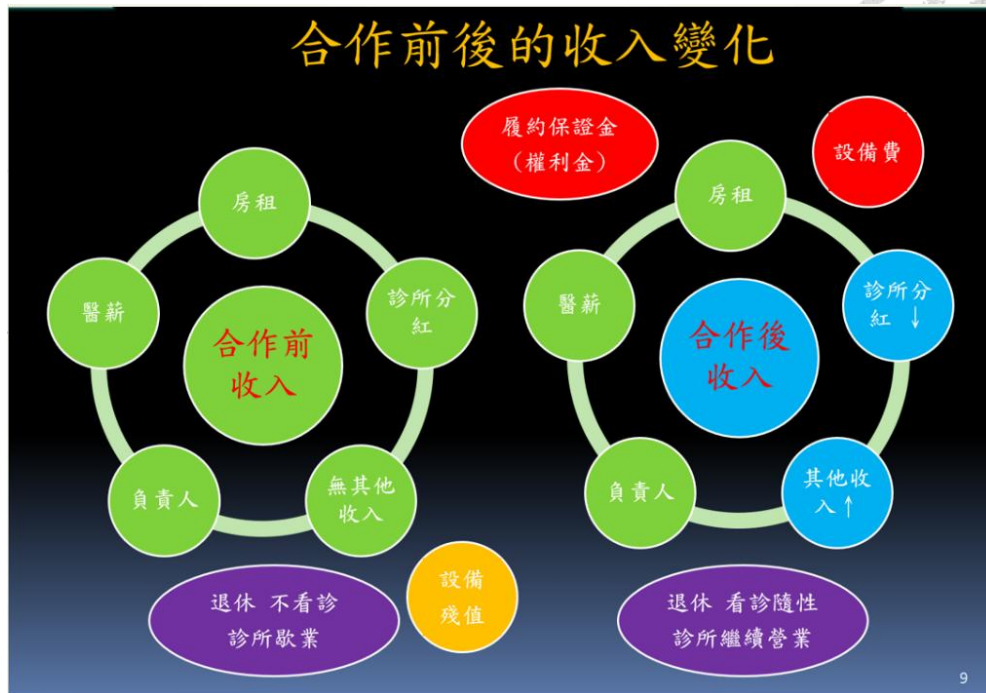 合作前後的收入變化
房租
診所分
紅
無其他
收入
負責人
醫薪
合作前
收入
退休 不看診
診所歇業
設備
殘值
履約保證金
（權利金）
設備費
房租
診所分
紅 ↓
其他收
入↑
負責人
醫薪
合作後
收入
退休 看診隨性
診所繼續營業
9